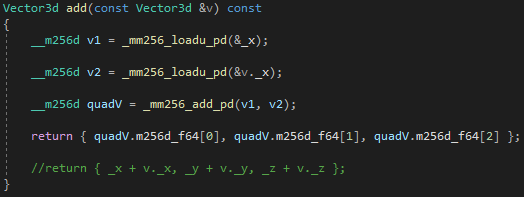 Vector3d add(const Vector3d &v) const
{
__m256d v1 = _mm256_loadu_pd(&_x);
__m256d v2 = _mm256_loadu_pd(&v._x);
__m256d quadV = _mm256_add_pd(v1, v2);
return { quadV.m256d_f64[0], quadV.m256d_f64[1], quadV.m256d_f64[2] };
//return { _x + v._x, _y + v._y, _z + v._z };
}